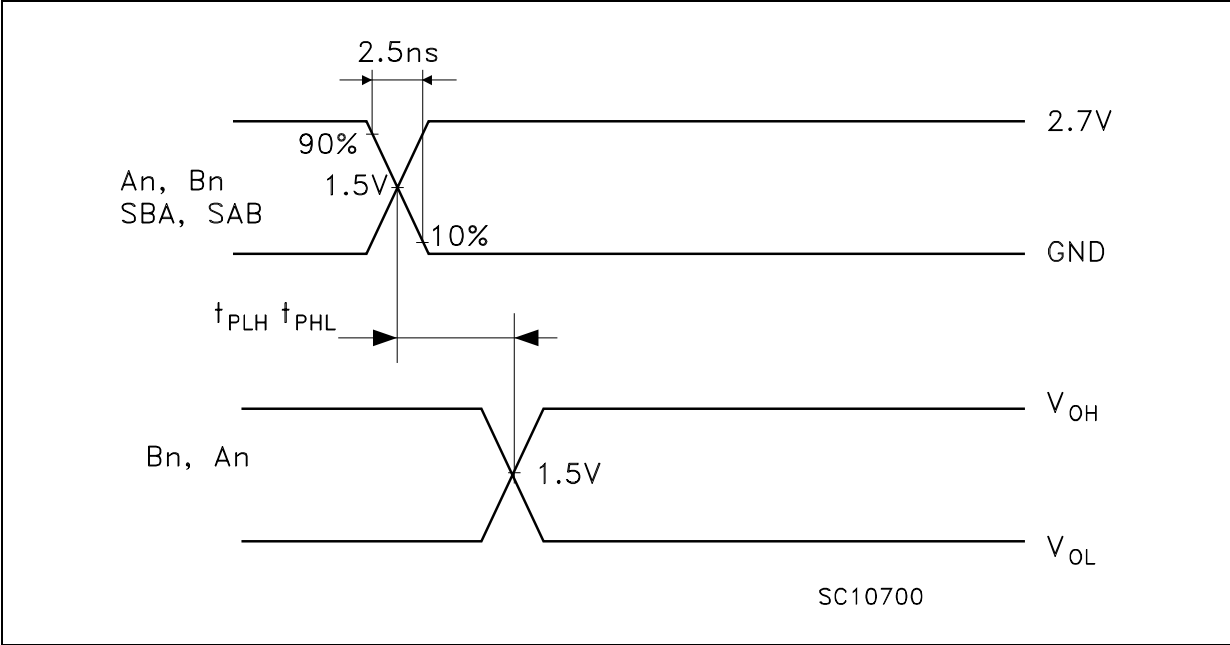 2.5ns
2.7V
90%
An, Bn
1.5V
SBA, SAB
10%
GND
tPLH tPHL
VOH
Bn, An
1.5V
VOL
SC10700